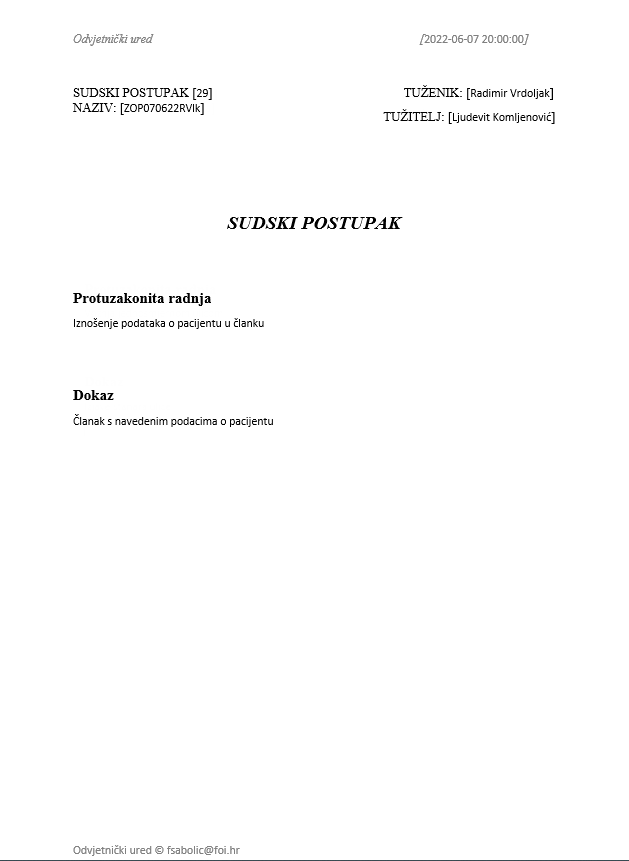 Odvjetnički ured [2022-06-07 20:00:00]
SUDSKI POSTUPAK [29] TUŽENIK: [Radimir Vrdoljak]
NAZIV: [ZOP070622RVlk] TUŽITELJ: [Ljudevit Komljenović]
SUDSKI POSTUPAK
Protuzakonita radnja
Iznošenje podataka o pacijentu u članku
Dokaz
Članak s navedenim podacima o pacijentu
Odvjetnički ured © fsabolic@foi.hr